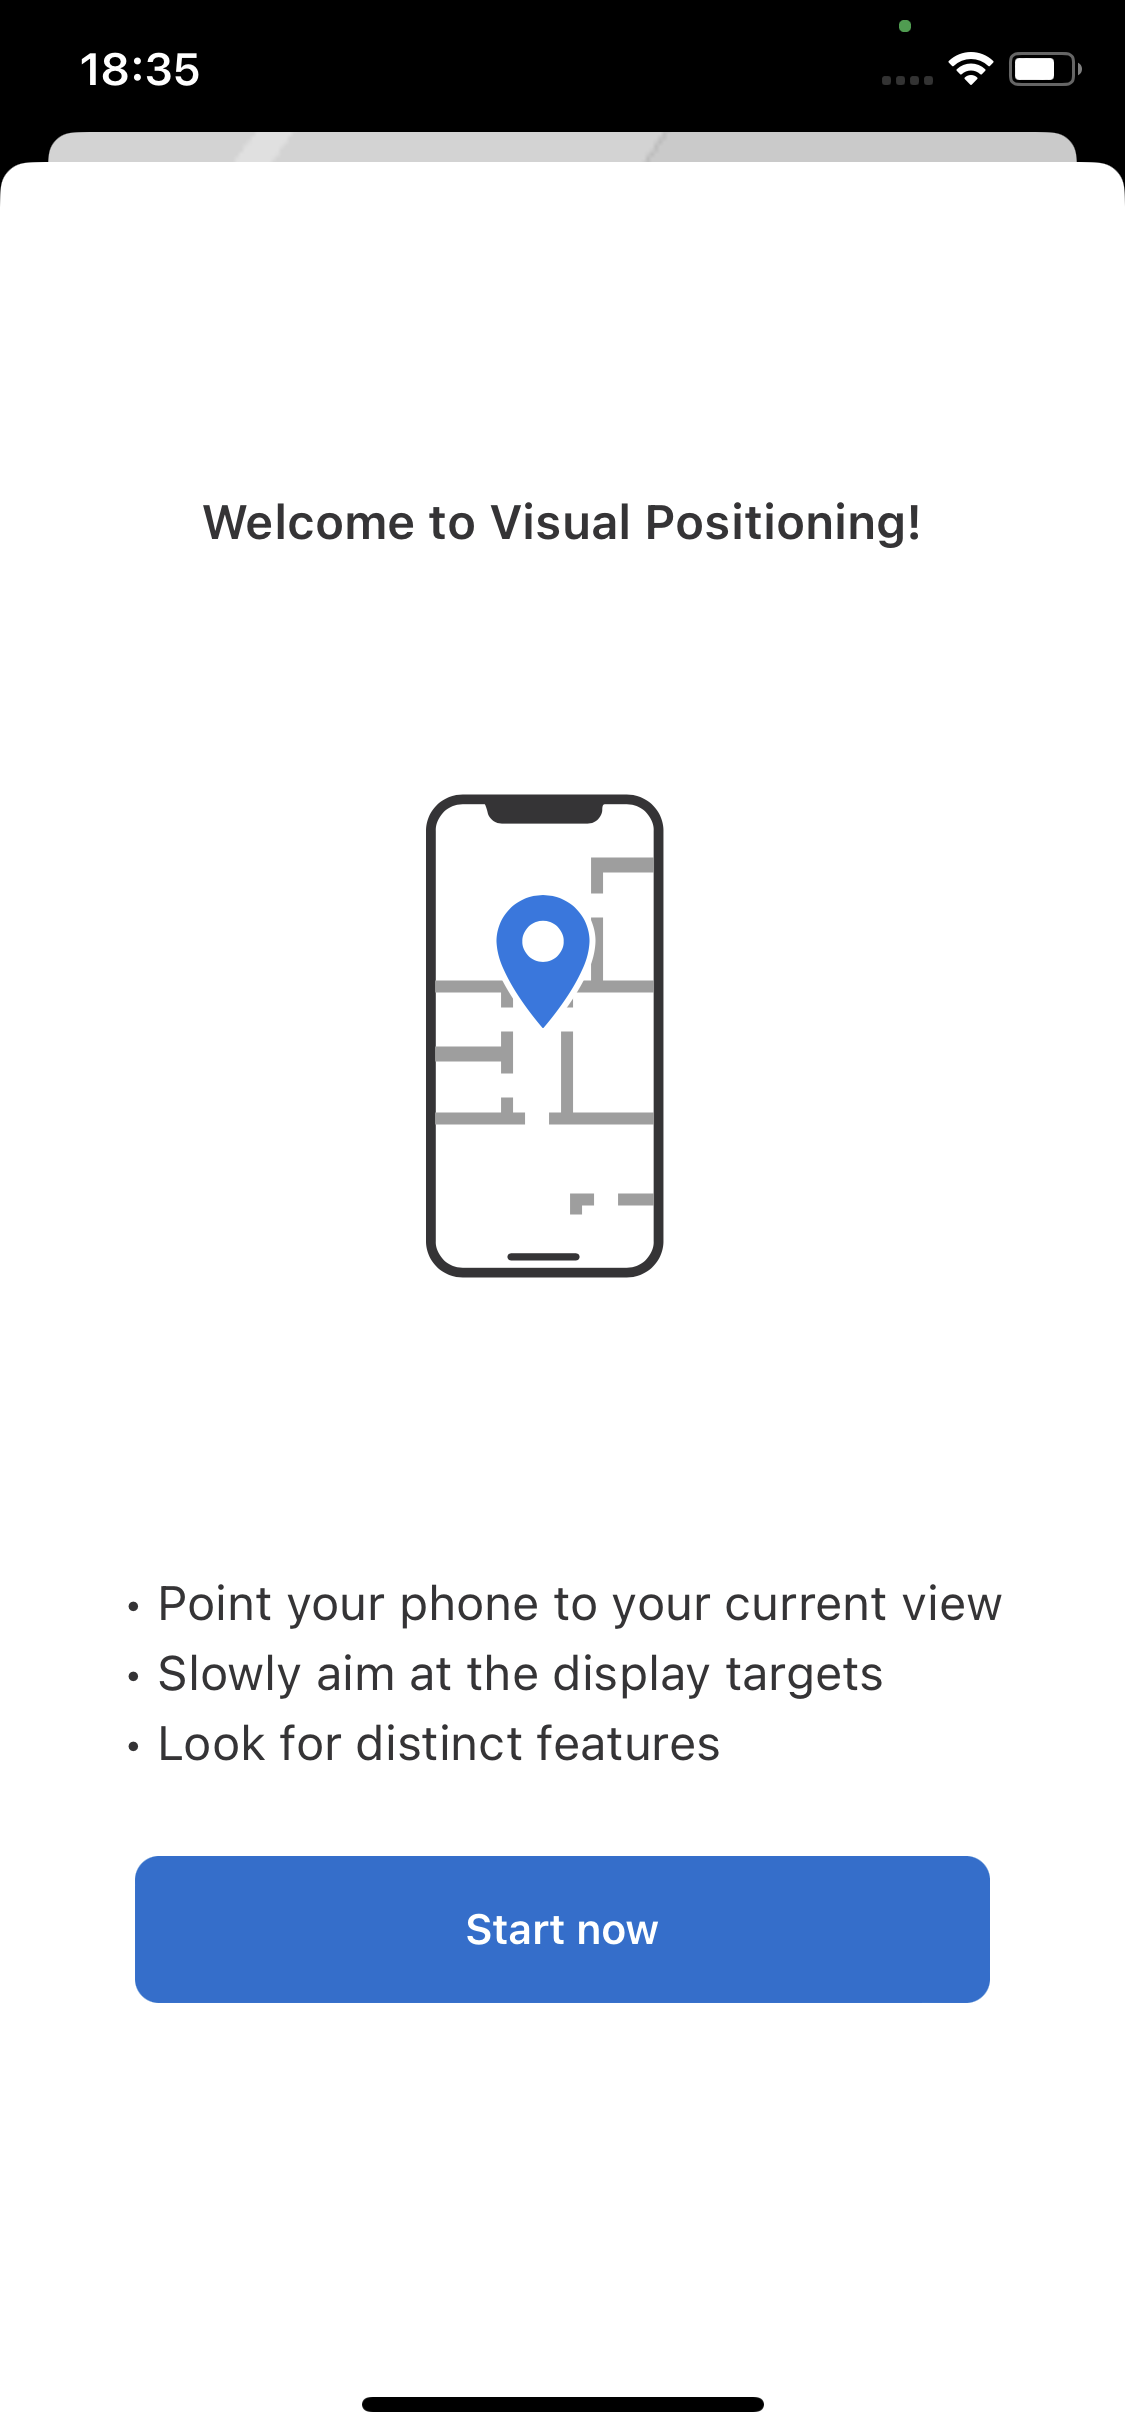 18:35
Welcome to Visual Positioning!
• Point your phone to your current view
• Slowly aim at the display targets
• Look for distinct features
Start now